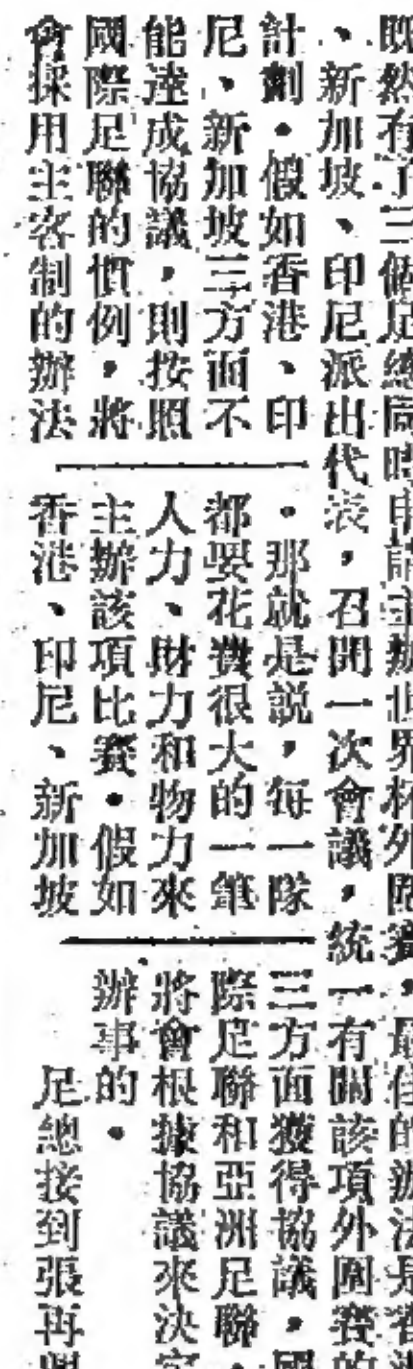 既然有了三個足總同時申請主辦世界杯外圍賽，最佳的辦法是香港
、新加坡、印尼派出代表，召開一次會議，統一有關該項外圍賽的
計劃。假如香港、印
尼、新加坡三方面不
能達成協議，則按照
國際足聯的慣例，將
會採用主客制的辦法
。那就是説，每一隊
都要花費很大的一筆
人力、財力和物力來
主辦該項比賽。假如
香港、印尼、新加坡
三方面獲得協議，國
際足聯和亞洲足聯，
將會根據協議來決定
辦事的。
足總接到張再興